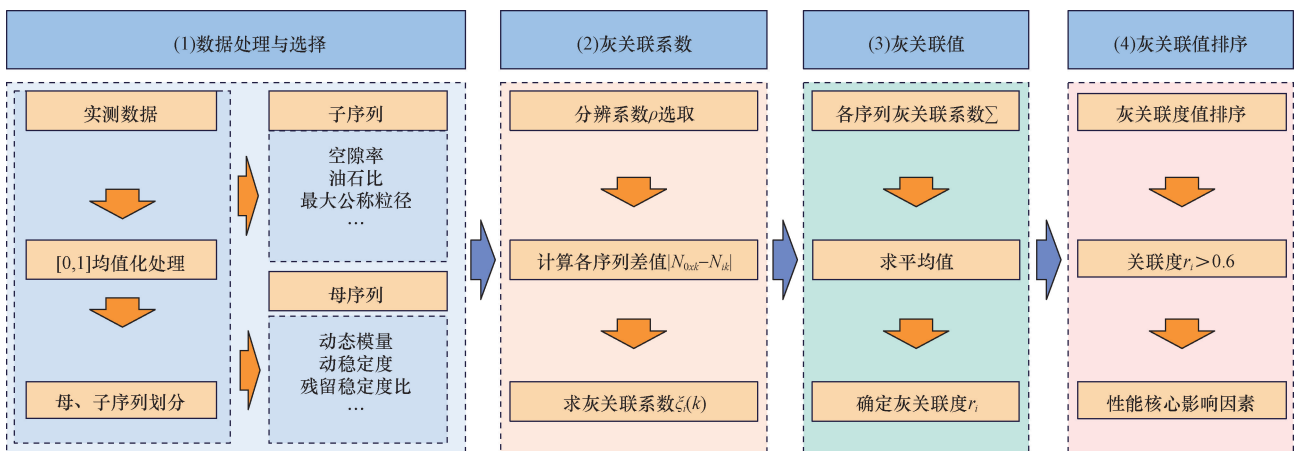 (1)数据处理与选择
实测数据
[0,1]均值化处理
母、子序列划分
子序列
空隙率
油石比
最大公称粒径
…
母序列
动态模量
动稳定度
残留稳定度比
…
(2)灰关联系数
分辨系数ρ选取
计算各序列差值|N₀ₓₖ–Nᵢₖ|
求灰关联系数ξᵢ(k)
(3)灰关联值
各序列灰关联系数∑
求平均值
确定灰关联度rᵢ
(4)灰关联值排序
灰关联度值排序
关联度rᵢ＞0.6
性能核心影响因素